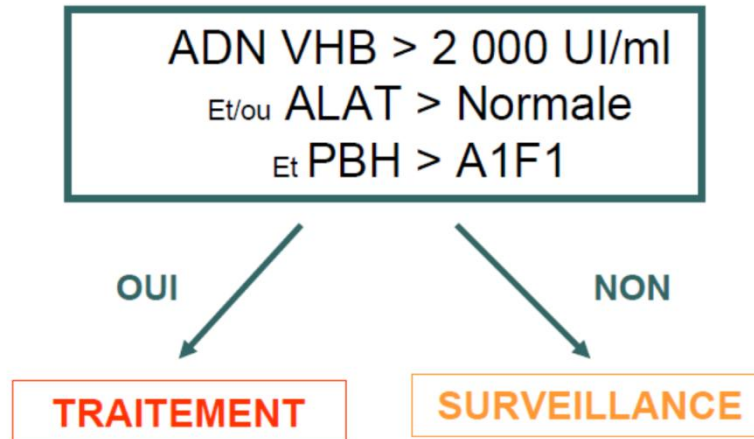 ADN VHB > 2 000 UI/ml
Et/ou ALAT > Normale
Et PBH > A1F1
OUI
NON
TRAITEMENT
SURVEILLANCE